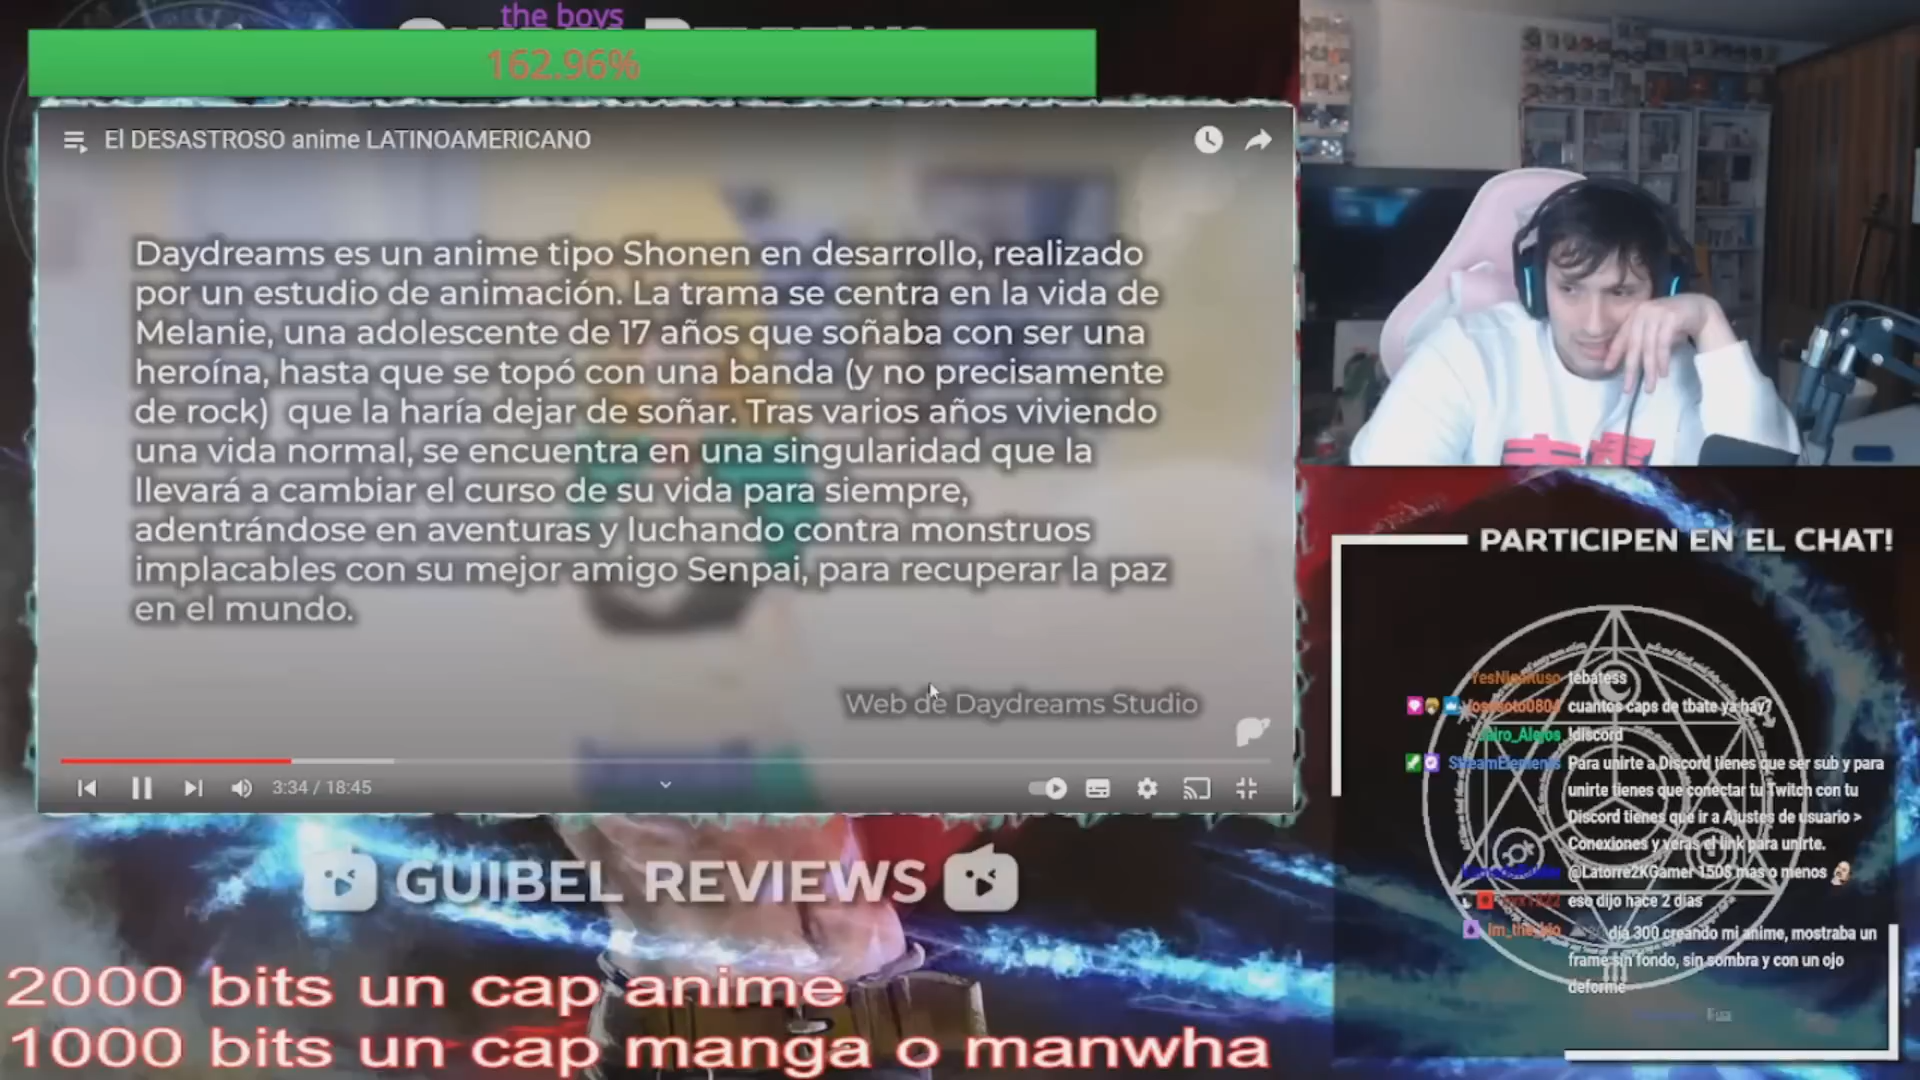 the boys
162.96%
El DESASTROSO anime LATINOAMERICANO
Daydreams es un anime tipo Shonen en desarrollo, realizado
por un estudio de animación. La trama se centra en la vida de
Melanie, una adolescente de 17 años que soñaba con ser una
heroína, hasta que se topó con una banda (y no precisamente
de rock) que la haría dejar de soñar. Tras varios años viviendo
una vida normal, se encuentra en una singularidad que la
llevará a cambiar el curso de su vida para siempre,
adentrándose en aventuras y luchando contra monstruos
implacables con su mejor amigo Senpai, para recuperar la paz
en el mundo.
Web de Daydreams Studio
3:34 / 18:45
GUIBEL REVIEWS
2000 bits un cap anime
1000 bits un cap manga o manwha
PARTICIPEN EN EL CHAT!
!ebatess
cuantos caps de tbate ya hay?
Jairo_Alejos !discord
StreamElements Para unirte a Discord tienes que ser sub y para
unirte tienes que conectar tu Twitch con tu
Discord tienes que ir a Ajustes de usuario >
Conexiones y veras el link para unirte.
@Latorre2KGamer 150$ mas o menos
eso dijo hace 2 dias
día 300 creando mi anime, mostraba un
frame sin fondo, sin sombra y con un ojo
deforme